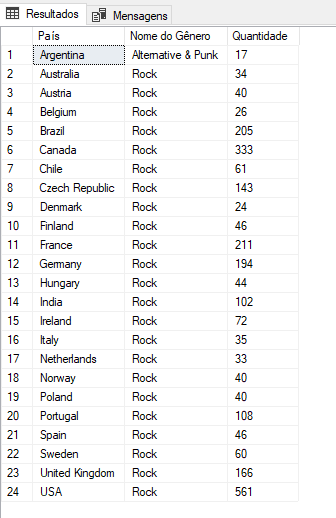 Resultados Mensagens
País Nome do Gênero Quantidade
1 Argentina Alternative & Punk 17
2 Australia Rock 34
3 Austria Rock 40
4 Belgium Rock 26
5 Brazil Rock 205
6 Canada Rock 333
7 Chile Rock 61
8 Czech Republic Rock 143
9 Denmark Rock 24
10 Finland Rock 46
11 France Rock 211
12 Germany Rock 194
13 Hungary Rock 44
14 India Rock 102
15 Ireland Rock 72
16 Italy Rock 35
17 Netherlands Rock 33
18 Norway Rock 40
19 Poland Rock 40
20 Portugal Rock 108
21 Spain Rock 46
22 Sweden Rock 60
23 United Kingdom Rock 166
24 USA Rock 561